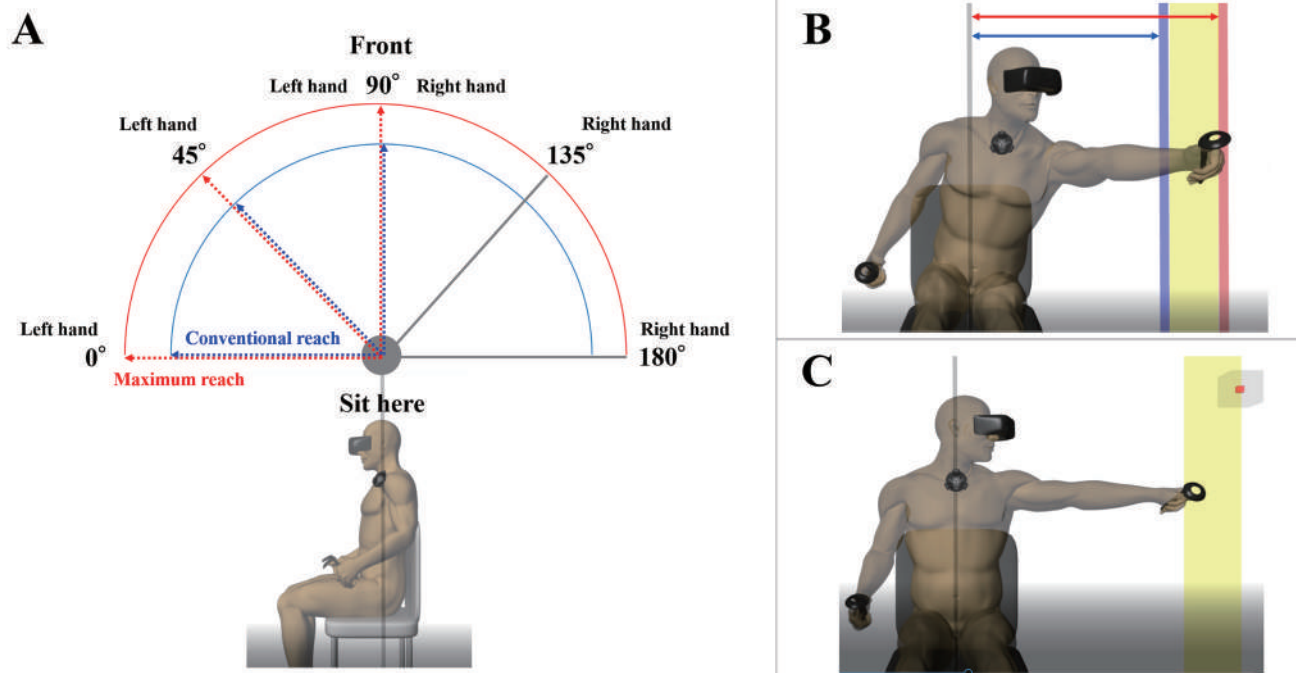 A
Front
Left hand 90° Right hand
Left hand
45°
Right hand
135°
Left hand
0°
Conventional reach
Maximum reach
Right hand
180°
Sit here
B
C